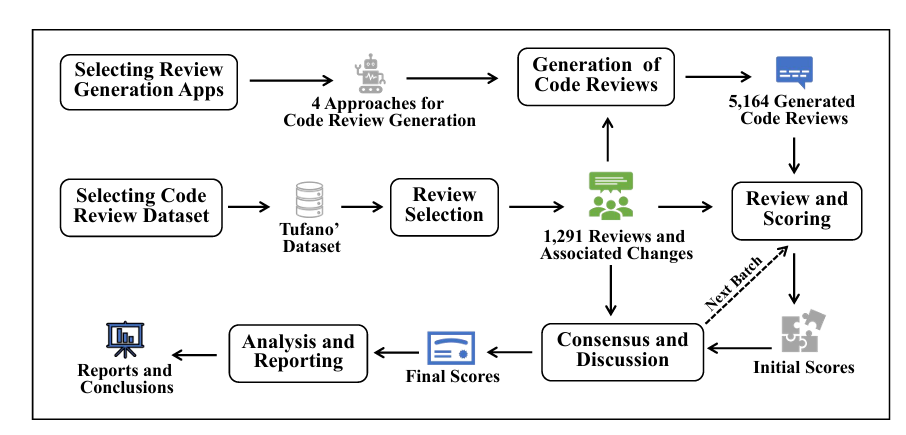 Selecting Review
Generation Apps
4 Approaches for
Code Review Generation
Generation of
Code Reviews
5,164 Generated
Code Reviews
Selecting Code
Review Dataset
Tufano’
Dataset
Review
Selection
1,291 Reviews and
Associated Changes
Review and
Scoring
Next Batch
Reports and
Conclusions
Analysis and
Reporting
Final Scores
Consensus and
Discussion
Initial Scores